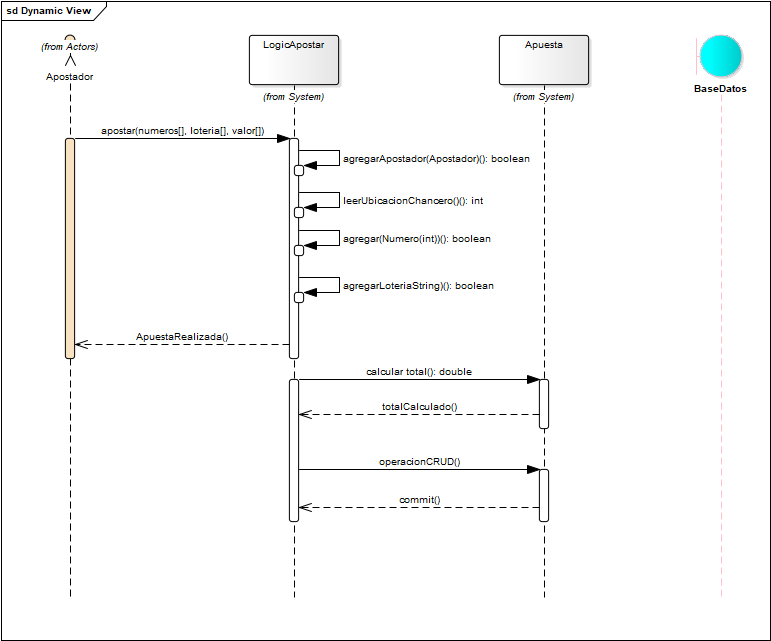 sd Dynamic View
(from Actors)
Apostador
LogicApostar
(from System)
Apuesta
(from System)
BaseDatos
apostar(numeros[], loteria[], valor[])
agregarApostador(Apostador)(): boolean
leerUbicacionChancero()(): int
agregar(Numero(int))(): boolean
agregarLoteriaString)(): boolean
ApuestaRealizada()
calcular total(): double
totalCalculado()
operacionCRUD()
commit()